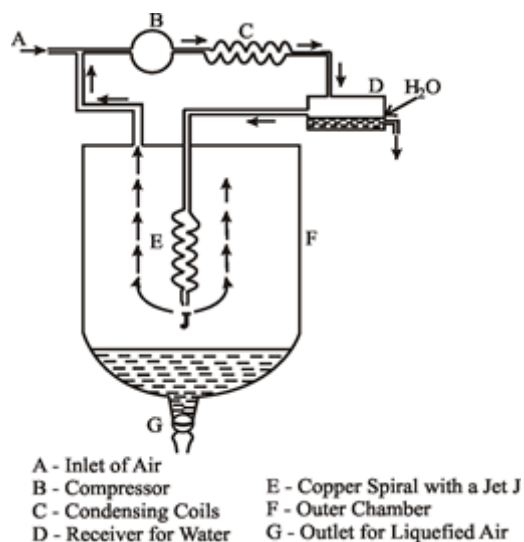 B
C
A
D
H₂O
E
F
J
G
A - Inlet of Air
B - Compressor
C - Condensing Coils
D - Receiver for Water
E - Copper Spiral with a Jet J
F - Outer Chamber
G - Outlet for Liquefied Air